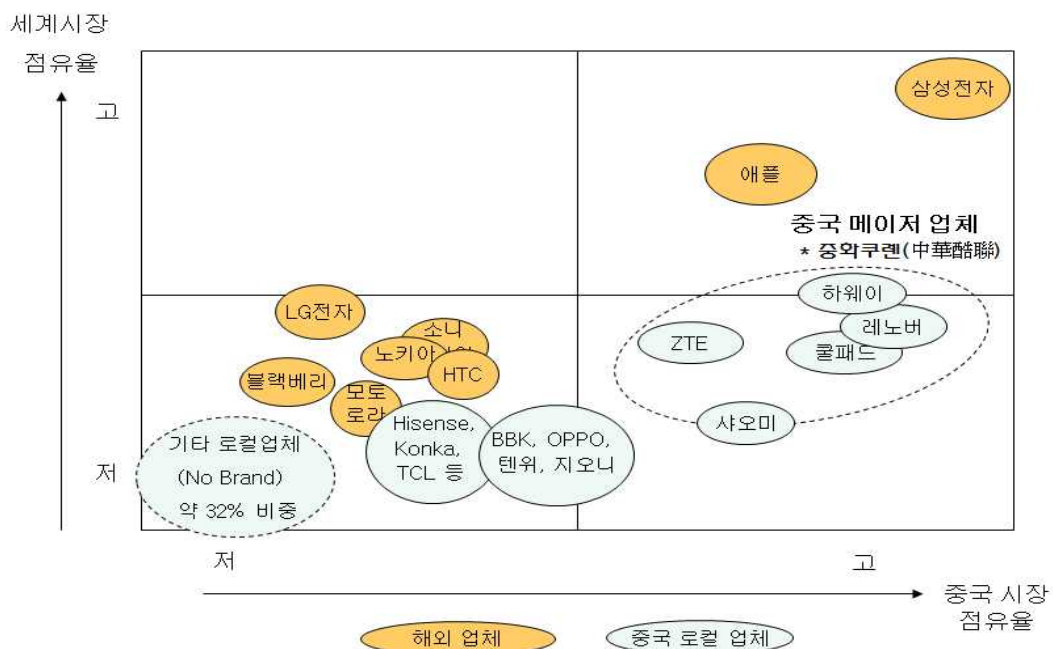 세계시장
점유율
고
삼성전자
애플
중국 메이저 업체
* 중화쿠렌(中華酷聯)
하웨이
LG전자
레노버
소니
ZTE
노키아
쿨패드
HTC
블랙베리
모토
로라
샤오미
Hisense,
Konka,
TCL 등
BBK, OPPO,
텐위, 지오니
기타 로컬업체
(No Brand)
약 32% 비중
저
저
고
중국 시장
점유율
해외 업체
중국 로컬 업체